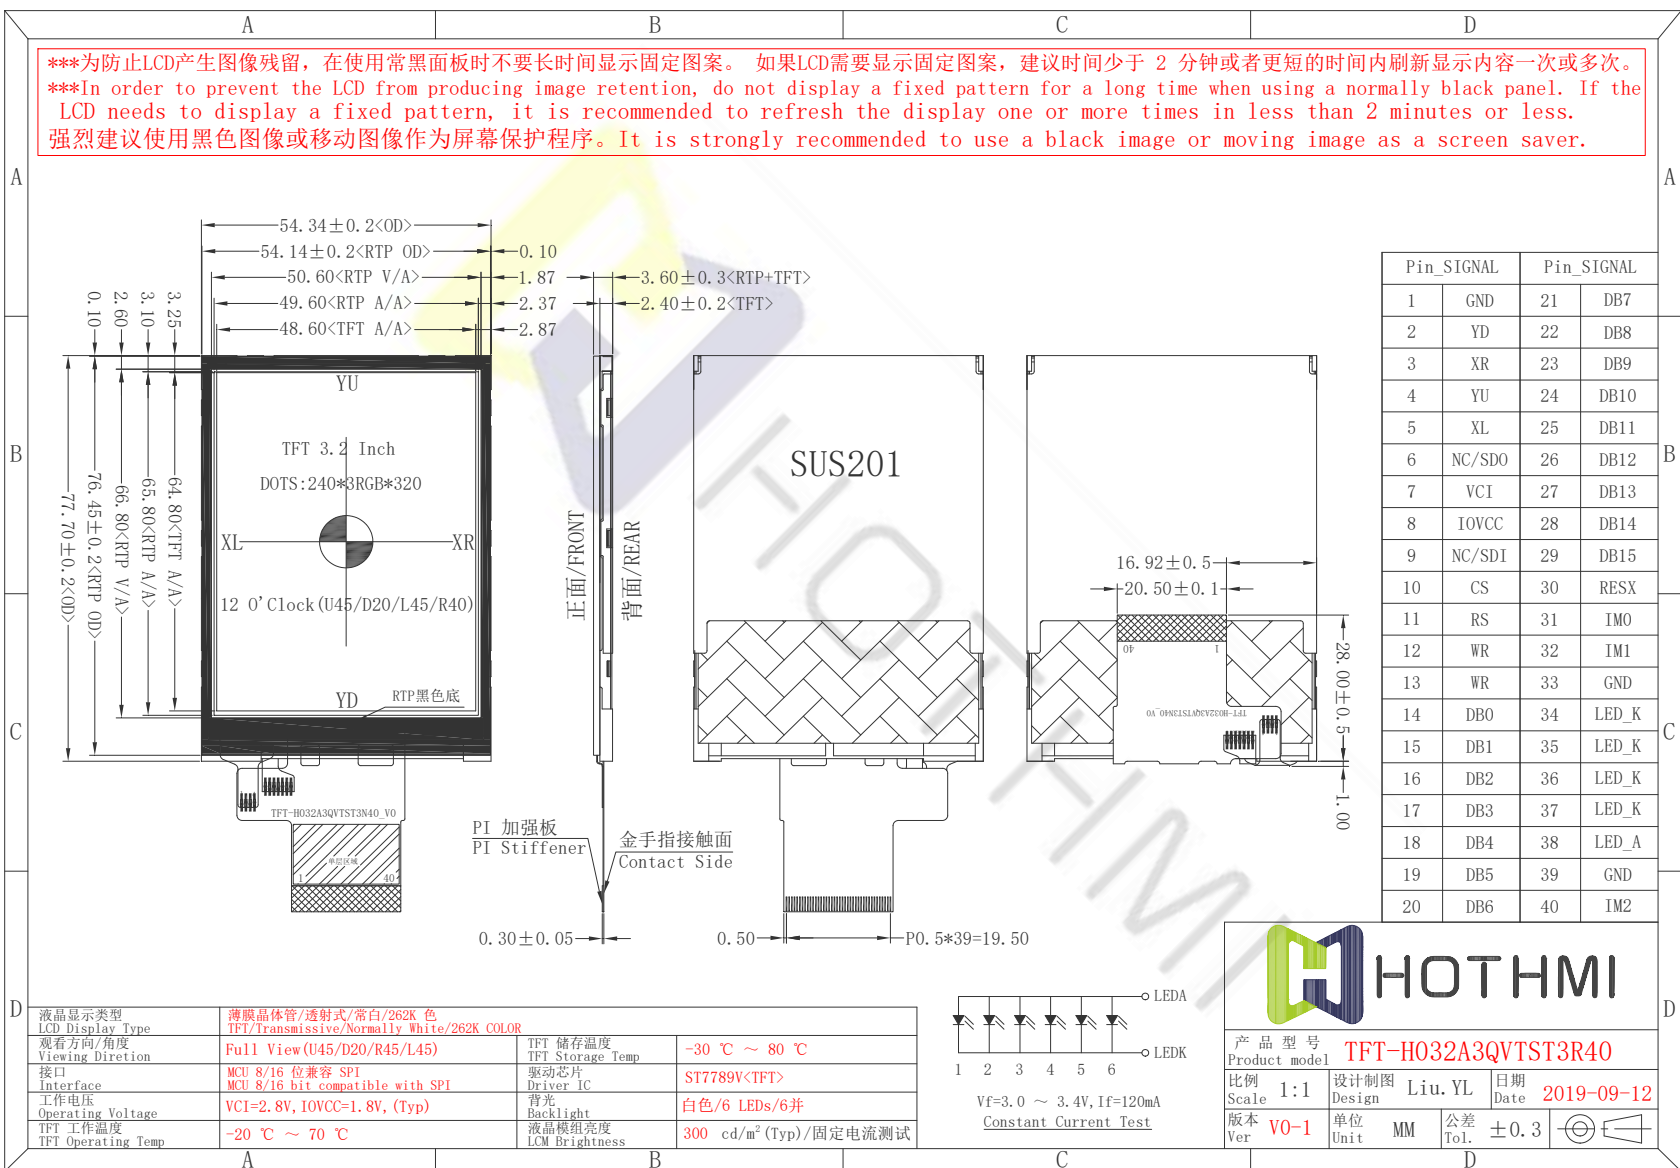 A B C D
***为防止LCD产生图像残留，在使用常黑面板时不要长时间显示固定图案。 如果LCD需要显示固定图案，建议时间少于 2 分钟或者更短的时间内刷新显示内容一次或多次。
***In order to prevent the LCD from producing image retention, do not display a fixed pattern for a long time when using a normally black panel. If the
LCD needs to display a fixed pattern, it is recommended to refresh the display one or more times in less than 2 minutes or less.
强烈建议使用黑色图像或移动图像作为屏幕保护程序。It is strongly recommended to use a black image or moving image as a screen saver.
A A
B B
C C
D D
54.34±0.2<OD>
54.14±0.2<RTP OD> 0.10
50.60<RTP V/A> 1.87
49.60<RTP A/A> 2.37
48.60<TFT A/A> 2.87
3.60±0.3<RTP+TFT>
2.40±0.2<TFT>
0.10
2.60
3.10
3.25
77.70±0.2<OD>
76.45±0.2<RTP OD>
66.80<RTP V/A>
65.80<RTP A/A>
64.80<TFT A/A>
YU
TFT 3.2 Inch
DOTS:240*3RGB*320
XL XR
12 O'Clock(U45/D20/L45/R40)
YD
RTP黑色底
TFT-H032A3QVTST3N40_V0
单层区域
1 40
正面/FRONT
背面/REAR
PI 加强板
PI Stiffener
金手指接触面
Contact Side
0.30±0.05
SUS201
0.50
P0.5*39=19.50
16.92±0.5
20.50±0.1
40 1
TFT-H032A3QVTST3N40_V0
28.00±0.5
1.00
HOTHMI
Pin_SIGNAL Pin_SIGNAL
1 GND 21 DB7
2 YD 22 DB8
3 XR 23 DB9
4 YU 24 DB10
5 XL 25 DB11
6 NC/SDO 26 DB12
7 VCI 27 DB13
8 IOVCC 28 DB14
9 NC/SDI 29 DB15
10 CS 30 RESX
11 RS 31 IM0
12 WR 32 IM1
13 WR 33 GND
14 DB0 34 LED_K
15 DB1 35 LED_K
16 DB2 36 LED_K
17 DB3 37 LED_K
18 DB4 38 LED_A
19 DB5 39 GND
20 DB6 40 IM2
液晶显示类型
LCD Display Type
薄膜晶体管/透射式/常白/262K 色
TFT/Transmissive/Normally White/262K COLOR
观看方向/角度
Viewing Diretion
Full View(U45/D20/R45/L45)
TFT 储存温度
TFT Storage Temp
-30 ℃ ～ 80 ℃
接口
Interface
MCU 8/16 位兼容 SPI
MCU 8/16 bit compatible with SPI
驱动芯片
Driver IC
ST7789V<TFT>
工作电压
Operating Voltage
VCI=2.8V,IOVCC=1.8V,(Typ)
背光
Backlight
白色/6 LEDs/6并
TFT 工作温度
TFT Operating Temp
-20 ℃ ～ 70 ℃
液晶模组亮度
LCM Brightness
300 cd/m²(Typ)/固定电流测试
LEDA
LEDK
1 2 3 4 5 6
Vf=3.0 ～ 3.4V,If=120mA
Constant Current Test
HOTHMI
产 品 型 号
Product model
TFT-H032A3QVTST3R40
比例
Scale
1:1
设计制图
Design
Liu.YL
日期
Date
2019-09-12
版本
Ver
V0-1
单位
Unit
MM
公差
Tol.
±0.3
A B C D